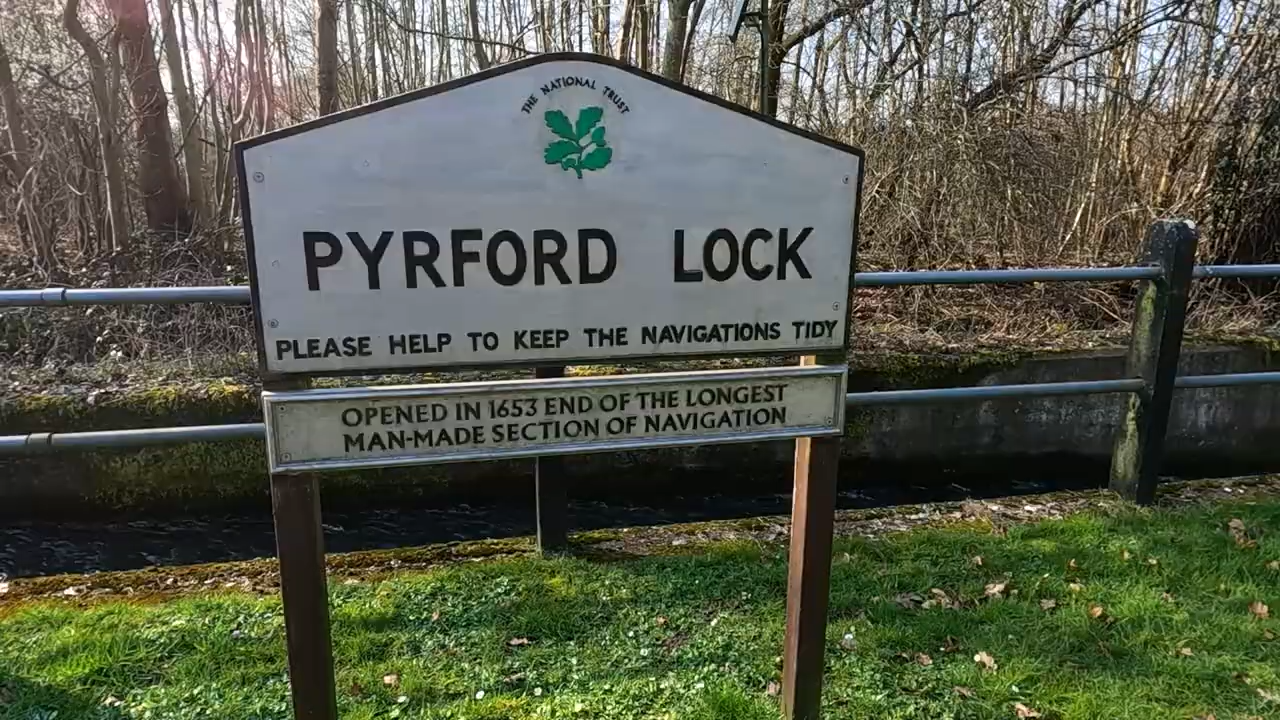 THE NATIONAL TRUST
PYRFORD LOCK
PLEASE HELP TO KEEP THE NAVIGATIONS TIDY
OPENED IN 1653 END OF THE LONGEST
MAN-MADE SECTION OF NAVIGATION